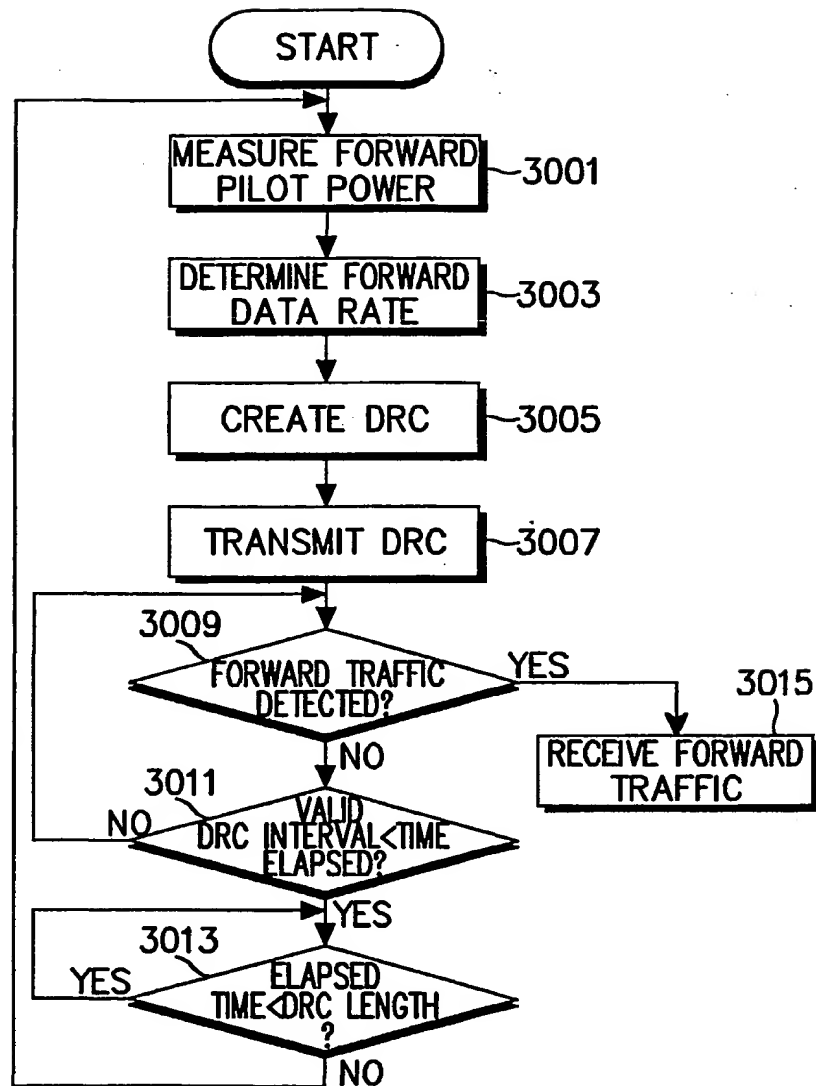 START
MEASURE FORWARD
PILOT POWER
3001
DETERMINE FORWARD
DATA RATE
3003
CREATE DRC
3005
TRANSMIT DRC
3007
3009
FORWARD TRAFFIC
DETECTED?
YES
3015
RECEIVE FORWARD
TRAFFIC
NO
3011
VALID
DRC INTERVAL<TIME
ELAPSED?
NO
YES
3013
ELAPSED
TIME<DRC LENGTH
?
YES
NO